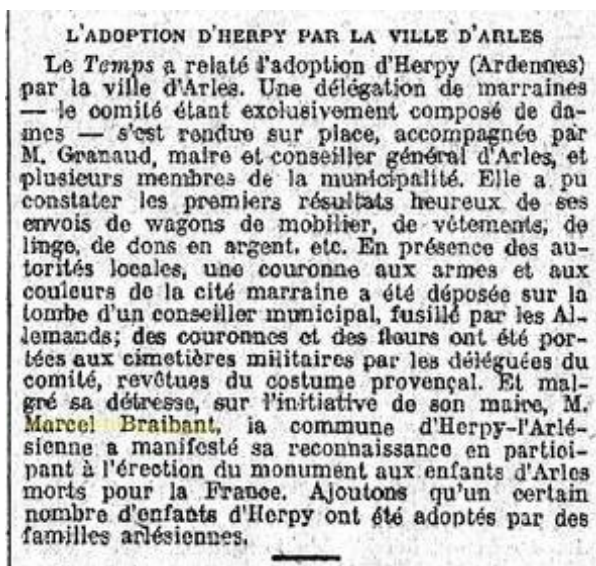 L'ADOPTION D'HERPY PAR LA VILLE D'ARLES
Le Temps a relaté l'adoption d'Herpy (Ardennes)
par la ville d'Arles. Une délégation de marraines
— le comité étant exclusivement composé de da-
mes — s'est rendue sur place, accompagnée par
M. Granaud, maire et conseiller général d'Arles, et
plusieurs membres de la municipalité. Elle a pu
constater les premiers résultats heureux de ses
envois de wagons de mobilier, de vêtements, de
linge, de dons en argent, etc. En présence des au-
torités locales, une couronne aux armes et aux
couleurs de la cité marraine a été déposée sur la
tombe d'un conseiller municipal, fusillé par les Al-
lemands; des couronnes et des fleurs ont été por-
tées aux cimetières militaires par les déléguées du
comité, revêtues du costume provençal. Et mal-
gré sa détresse, sur l'initiative de son maire, M.
Marcel Braibant, la commune d'Herpy-l'Arlé-
sienne a manifesté sa reconnaissance en partici-
pant à l'érection du monument aux enfants d'Arles
morts pour la France. Ajoutons qu'un certain
nombre d'enfants d'Herpy ont été adoptés par des
familles arlésiennes.